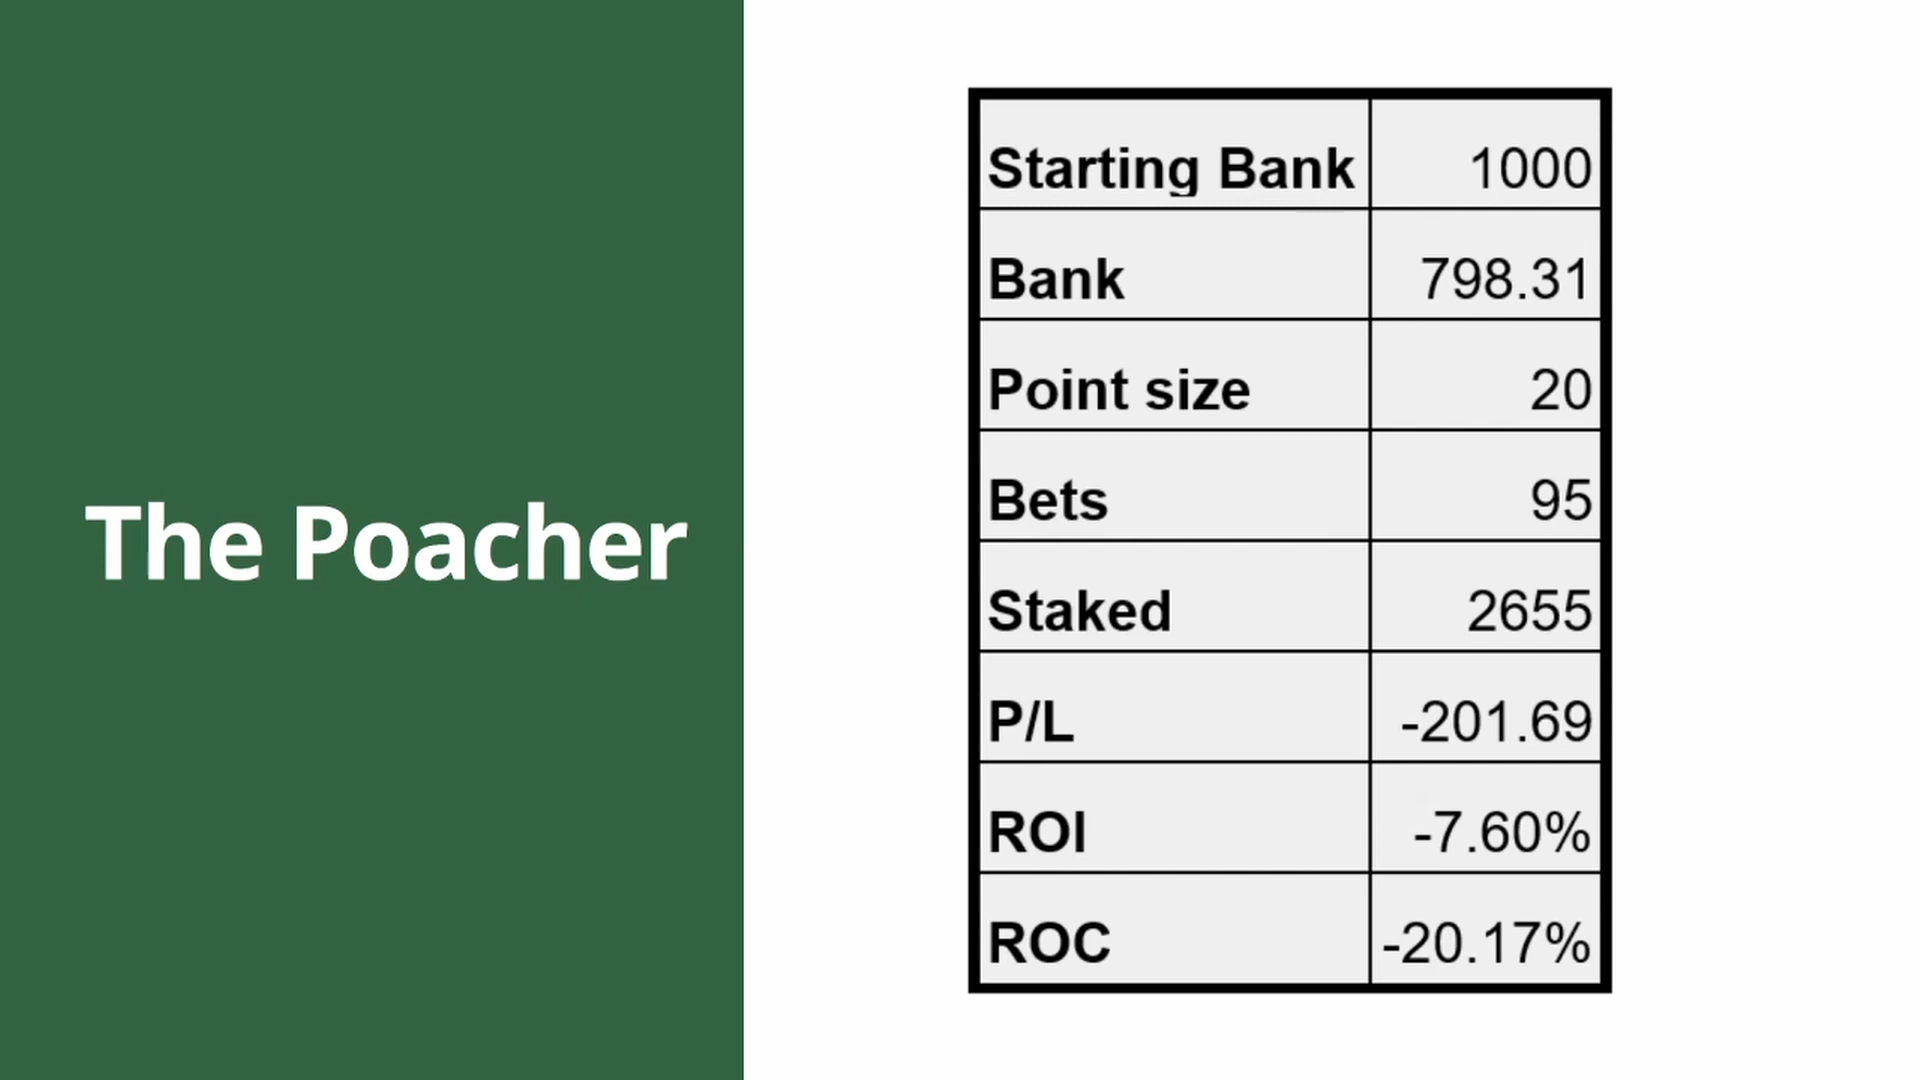 The Poacher
Starting Bank 1000
Bank 798.31
Point size 20
Bets 95
Staked 2655
P/L -201.69
ROI -7.60%
ROC -20.17%